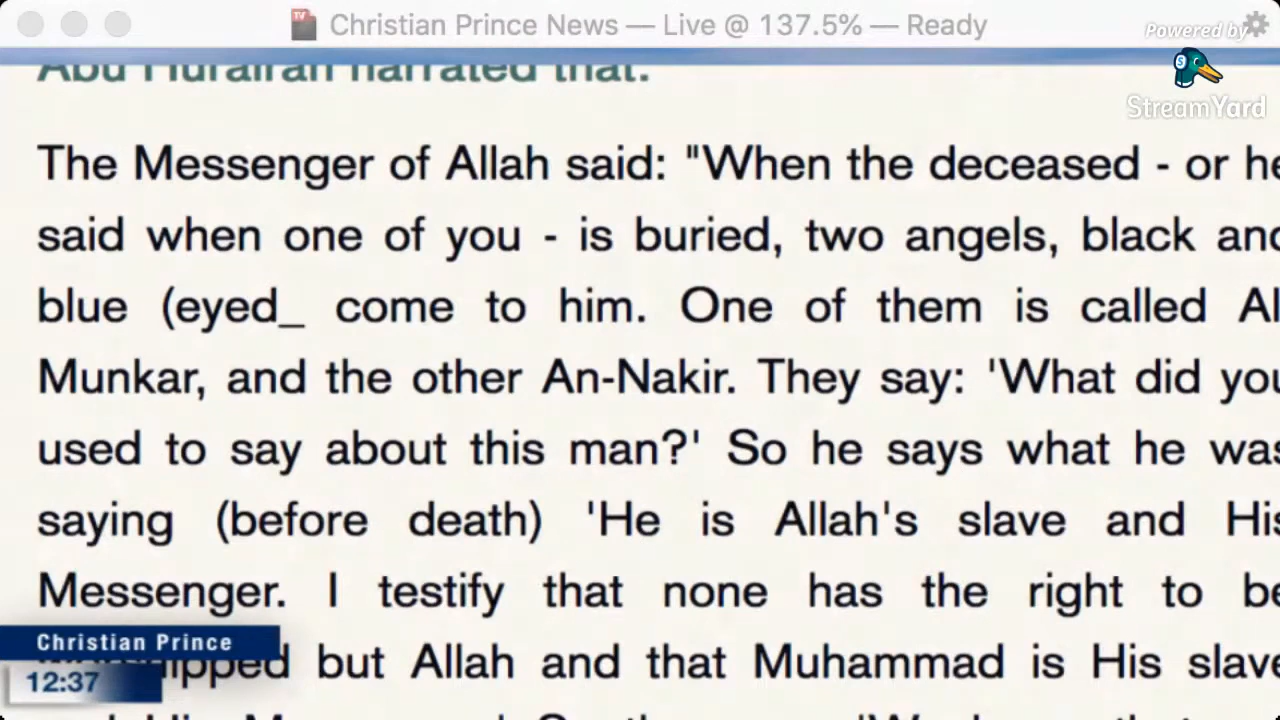 Christian Prince News — Live @ 137.5% — Ready
Powered by
StreamYard
Abu Hurairah narrated that:
The Messenger of Allah said: "When the deceased - or he
said when one of you - is buried, two angels, black and
blue (eyed_ come to him. One of them is called Al
Munkar, and the other An-Nakir. They say: 'What did you
used to say about this man?' So he says what he was
saying (before death) 'He is Allah's slave and His
Messenger. I testify that none has the right to be
but Allah and that Muhammad is His slave
Christian Prince
12:37